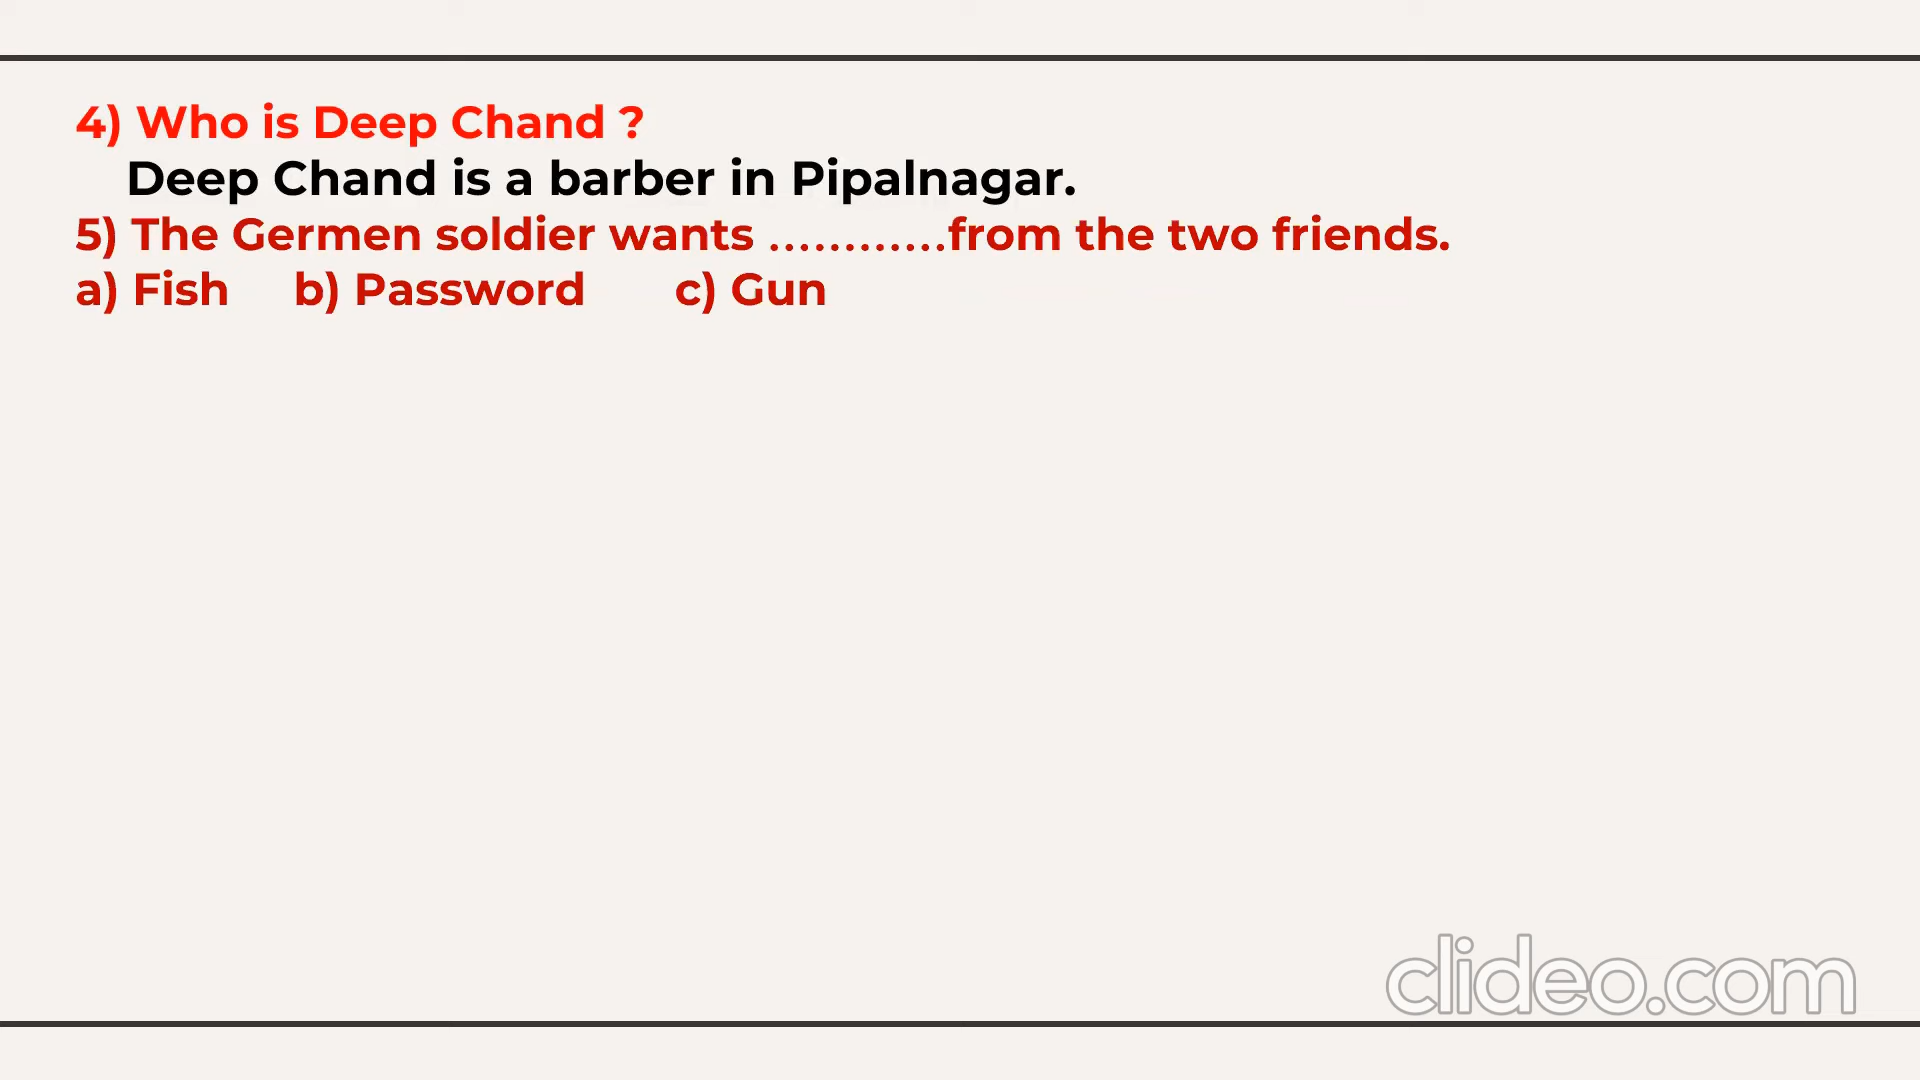 4) Who is Deep Chand ?
Deep Chand is a barber in Pipalnagar.
5) The Germen soldier wants ............from the two friends.
a) Fish b) Password c) Gun
clideo.com